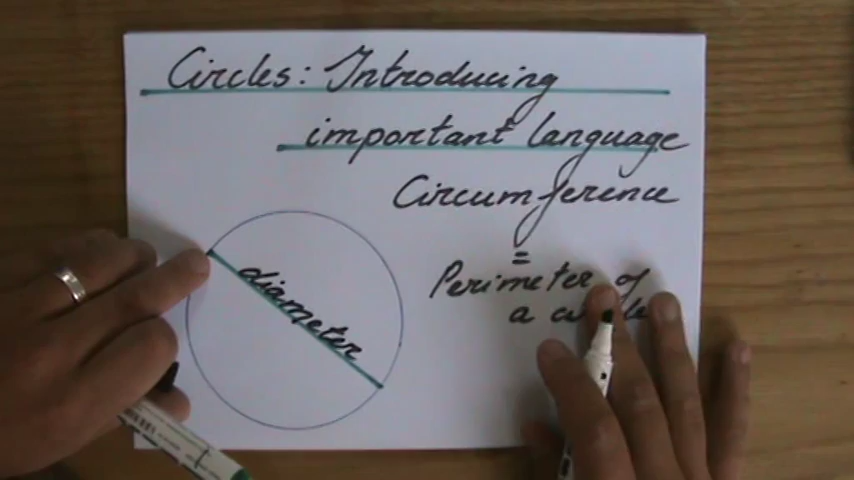 Circles: Introducing
important language
Circumference
=
Perimeter of
a
diameter